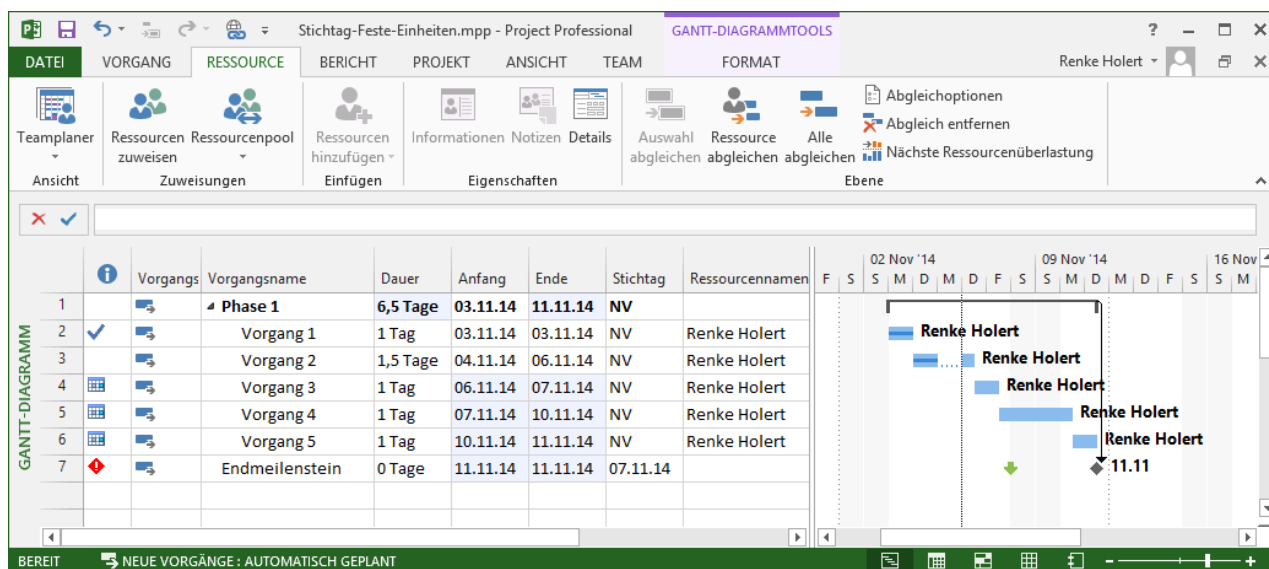 Stichtag-Feste-Einheiten.mpp - Project Professional
GANTT-DIAGRAMMTOOLS
?
DATEI VORGANG RESSOURCE BERICHT PROJEKT ANSICHT TEAM FORMAT Renke Holert
Teamplaner
Ressourcen zuweisen
Ressourcenpool
Ressourcen hinzufügen
Informationen Notizen Details
Auswahl abgleichen
Ressource abgleichen
Alle abgleichen
Abgleichoptionen
Abgleich entfernen
Nächste Ressourcenüberlastung
Ansicht Zuweisungen Einfügen Eigenschaften Ebene
Vorgangs Vorgangsname Dauer Anfang Ende Stichtag Ressourcennamen
02 Nov '14 09 Nov '14 16 Nov
F S S M D M D F S S M D M D F S S M
1 Phase 1 6,5 Tage 03.11.14 11.11.14 NV
2 Vorgang 1 1 Tag 03.11.14 03.11.14 NV Renke Holert Renke Holert
3 Vorgang 2 1,5 Tage 04.11.14 06.11.14 NV Renke Holert Renke Holert
4 Vorgang 3 1 Tag 06.11.14 07.11.14 NV Renke Holert Renke Holert
5 Vorgang 4 1 Tag 07.11.14 10.11.14 NV Renke Holert Renke Holert
6 Vorgang 5 1 Tag 10.11.14 11.11.14 NV Renke Holert Renke Holert
7 Endmeilenstein 0 Tage 11.11.14 11.11.14 07.11.14 11.11
GANTT-DIAGRAMM
BEREIT NEUE VORGÄNGE : AUTOMATISCH GEPLANT